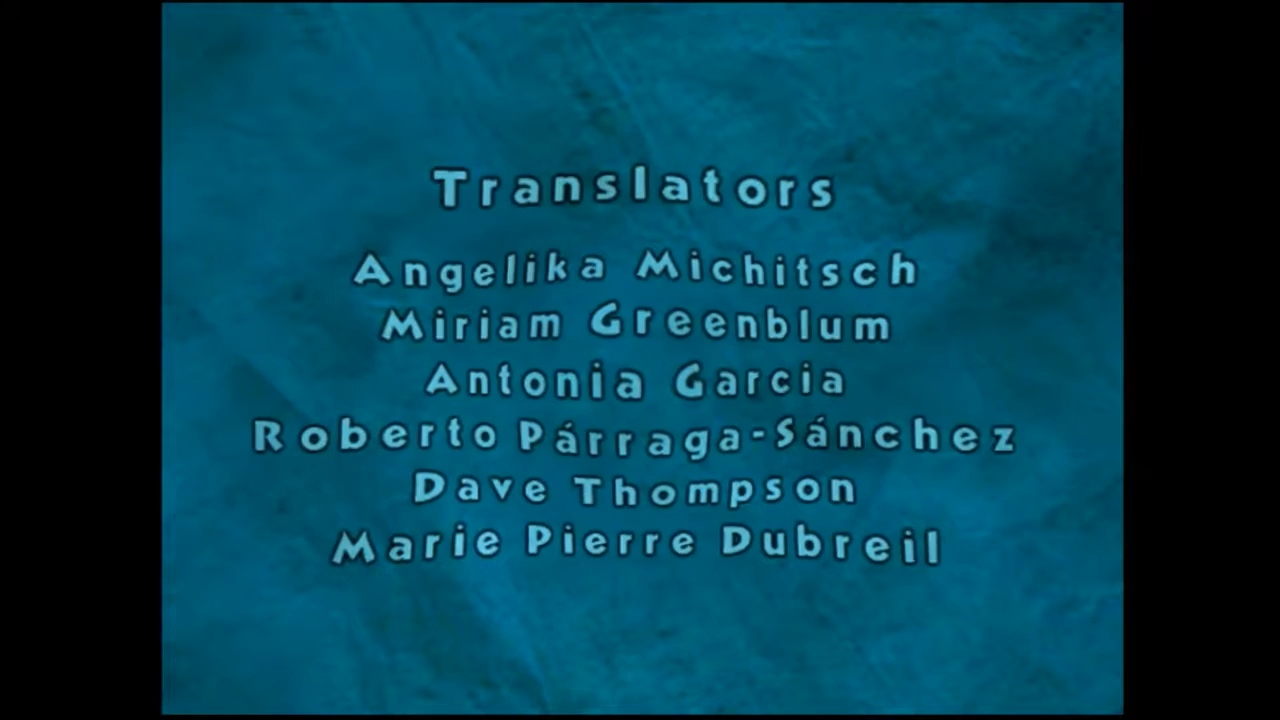 Translators
Angelika Michitsch
Miriam Greenblum
Antonia Garcia
Roberto Párraga-Sánchez
Dave Thompson
Marie Pierre Dubreil